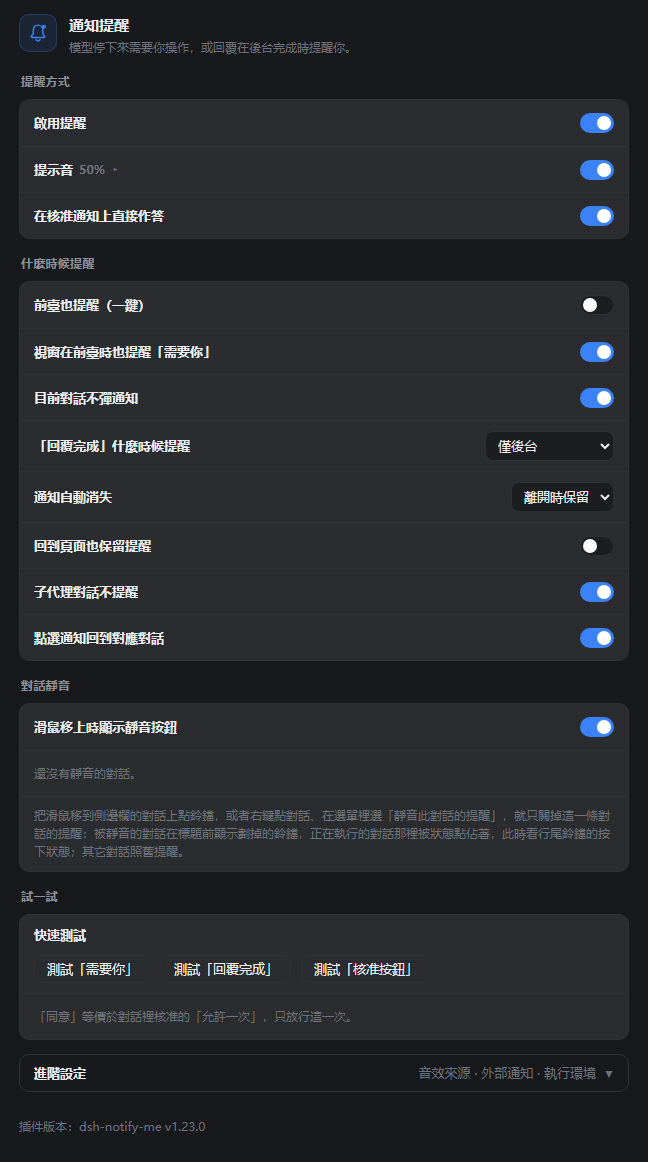 通知提醒
模型停下來需要你操作，或回覆在後台完成時提醒你。
提醒方式
啟用提醒
提示音 50%
在核准通知上直接作答
什麼時候提醒
前臺也提醒（一鍵）
視窗在前臺時也提醒「需要你」
目前對話不彈通知
「回覆完成」什麼時候提醒 僅後台
通知自動消失 離開時保留
回到頁面也保留提醒
子代理對話不提醒
點選通知回到對應對話
對話靜音
滑鼠移上時顯示靜音按鈕
還沒有靜音的對話。
把滑鼠移到側邊欄的對話上點鈴鐺，或者右鍵點對話、在選單裡選「靜音此對話的提醒」，就只關掉這一條對
話的提醒；被靜音的對話在標題前顯示劃掉的鈴鐺，正在執行的對話那裡被狀態點佔著，此時看行尾鈴鐺的按
下狀態；其它對話照舊提醒。
試一試
快速測試
測試「需要你」 測試「回覆完成」 測試「核准按鈕」
「同意」等價於對話裡核准的「允許一次」，只放行這一次。
進階設定 音效來源 · 外部通知 · 執行環境 ▼
插件版本：dsh-notify-me v1.23.0